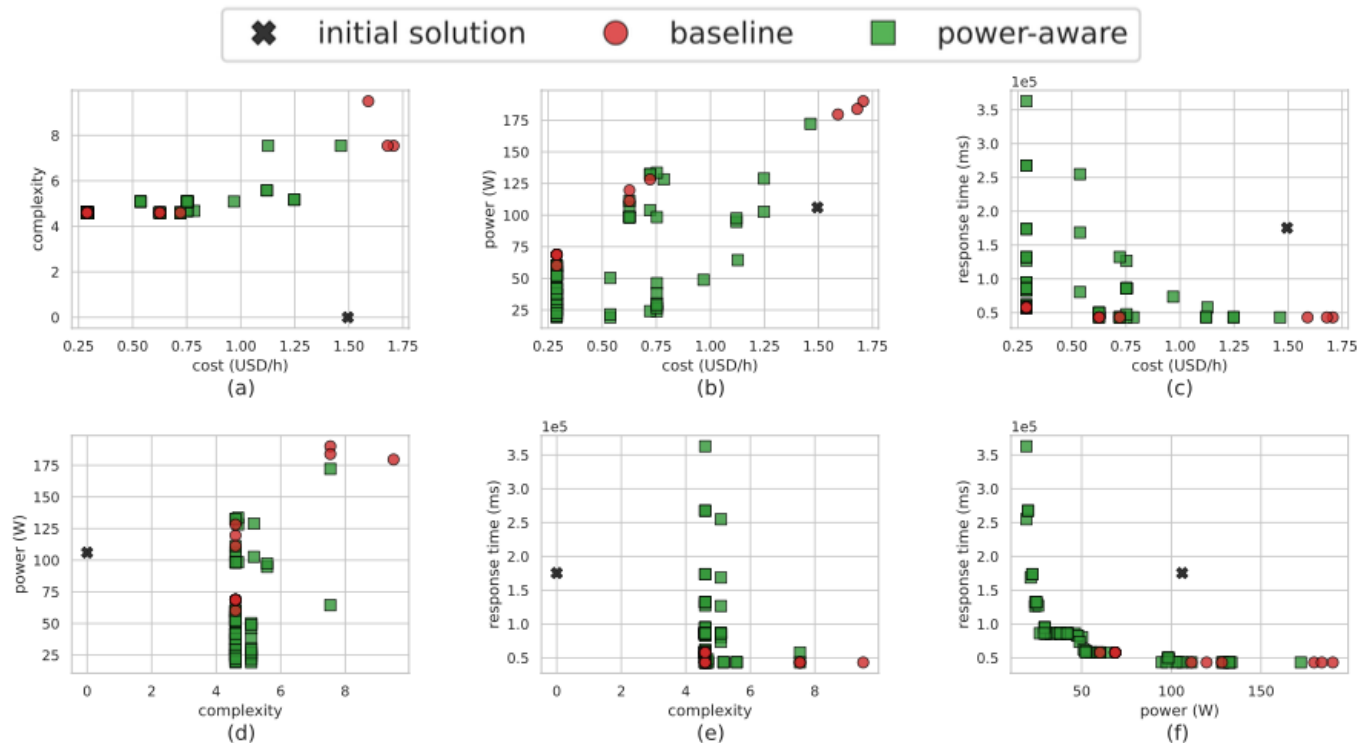 initial solution baseline power-aware
complexity
8
6
4
2
0
0.25 0.50 0.75 1.00 1.25 1.50 1.75
cost (USD/h)
(a)
power (W)
175
150
125
100
75
50
25
0.25 0.50 0.75 1.00 1.25 1.50 1.75
cost (USD/h)
(b)
1e5
response time (ms)
3.5
3.0
2.5
2.0
1.5
1.0
0.5
0.25 0.50 0.75 1.00 1.25 1.50 1.75
cost (USD/h)
(c)
power (W)
175
150
125
100
75
50
25
0 2 4 6 8
complexity
(d)
1e5
response time (ms)
3.5
3.0
2.5
2.0
1.5
1.0
0.5
0 2 4 6 8
complexity
(e)
1e5
response time (ms)
3.5
3.0
2.5
2.0
1.5
1.0
0.5
50 100 150
power (W)
(f)